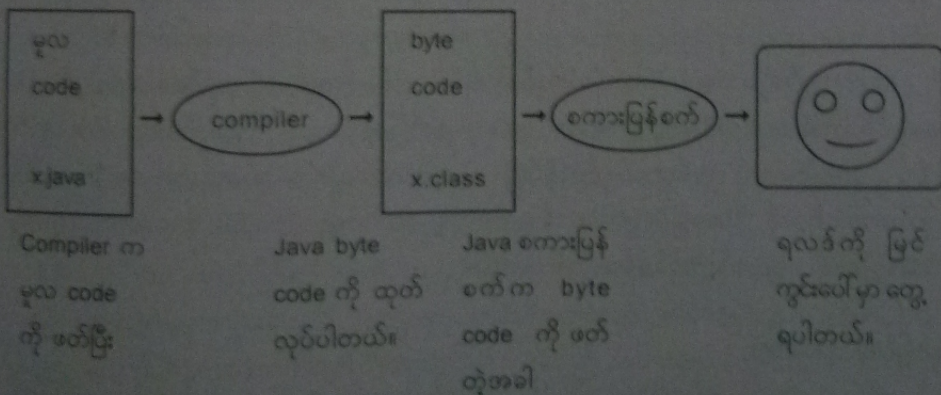 မူလ
code
x.java
compiler
byte
code
x.class
စကားပြန်စက်
Compiler က
မူလ code
ကို ဖတ်ပြီး
Java byte
code ကို ထုတ်
လုပ်ပါတယ်။
Java စကားပြန်
စက်က byte
code ကို ဖတ်
တဲ့အခါ
ရလဒ်ကို မြင်
ကွင်းပေါ်မှာ တွေ့
ရပါတယ်။